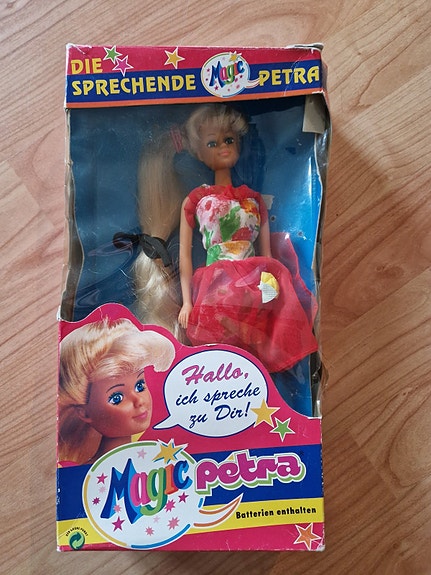 DIE
SPRECHENDE Magic PETRA
Hallo,
ich spreche
zu Dir!
Magic petra
Batterien enthalten